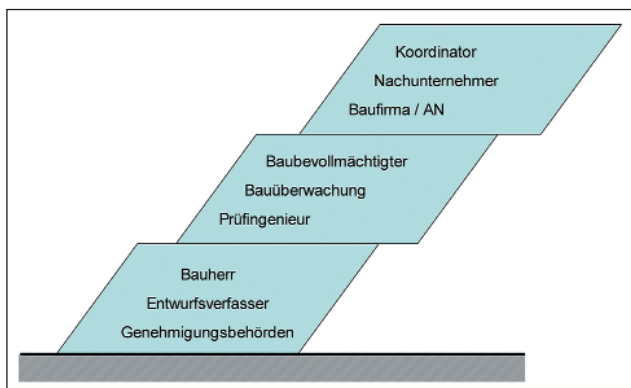 Koordinator
Nachunternehmer
Baufirma / AN
Baubevollmächtigter
Bauüberwachung
Prüfingenieur
Bauherr
Entwurfsverfasser
Genehmigungsbehörden